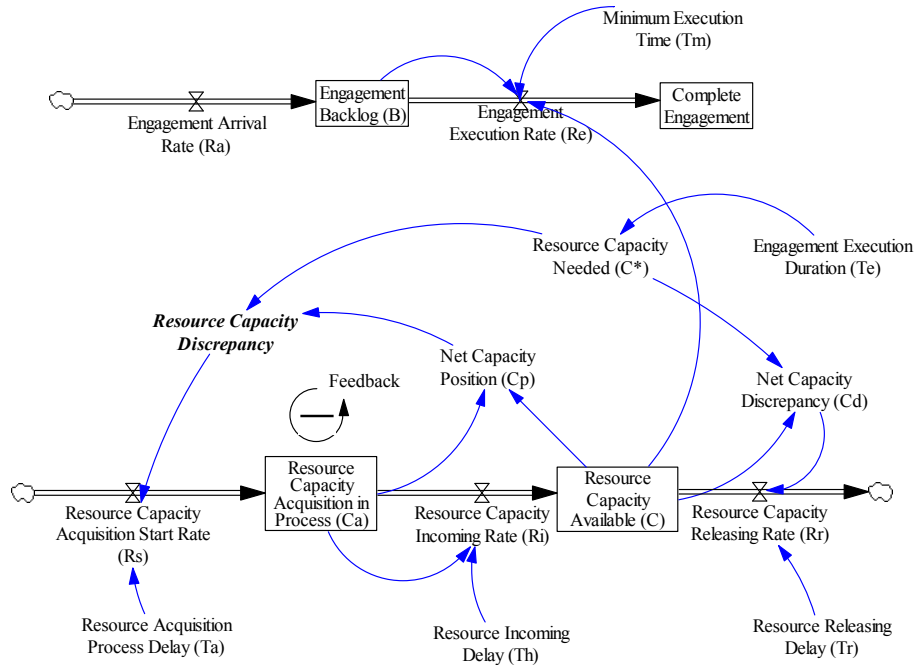 Minimum Execution
Time (Tm)
Engagement
Backlog (B)
Complete
Engagement
Engagement Arrival
Rate (Ra)
Engagement
Execution Rate (Re)
Resource Capacity
Needed (C*)
Engagement Execution
Duration (Te)
Resource Capacity
Discrepancy
Net Capacity
Position (Cp)
Feedback
Net Capacity
Discrepancy (Cd)
Resource
Capacity
Acquisition in
Process (Ca)
Resource
Capacity
Available (C)
Resource Capacity
Acquisition Start Rate
(Rs)
Resource Capacity
Incoming Rate (Ri)
Resource Capacity
Releasing Rate (Rr)
Resource Acquisition
Process Delay (Ta)
Resource Incoming
Delay (Th)
Resource Releasing
Delay (Tr)